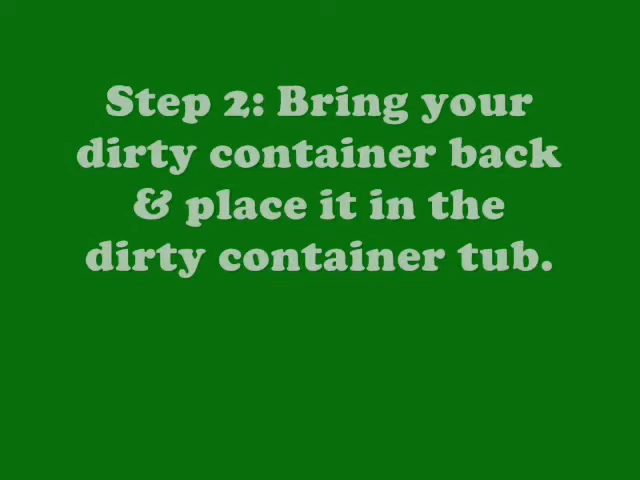 Step 2: Bring your
dirty container back
& place it in the
dirty container tub.